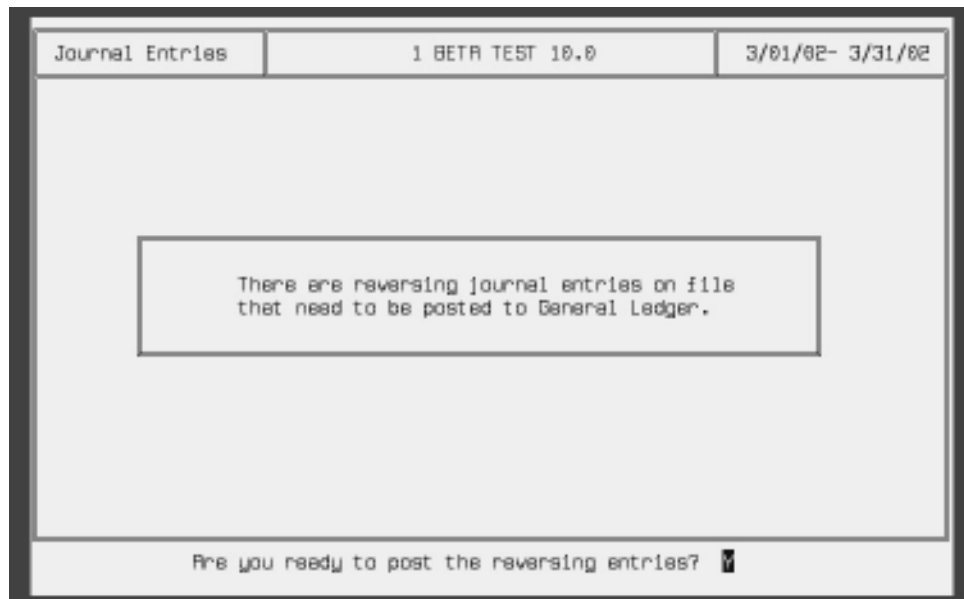 Journal Entries
1 BETA TEST 10.0
3/01/02- 3/31/02
There are reversing journal entries on file
that need to be posted to General Ledger.
Are you ready to post the reversing entries? Y